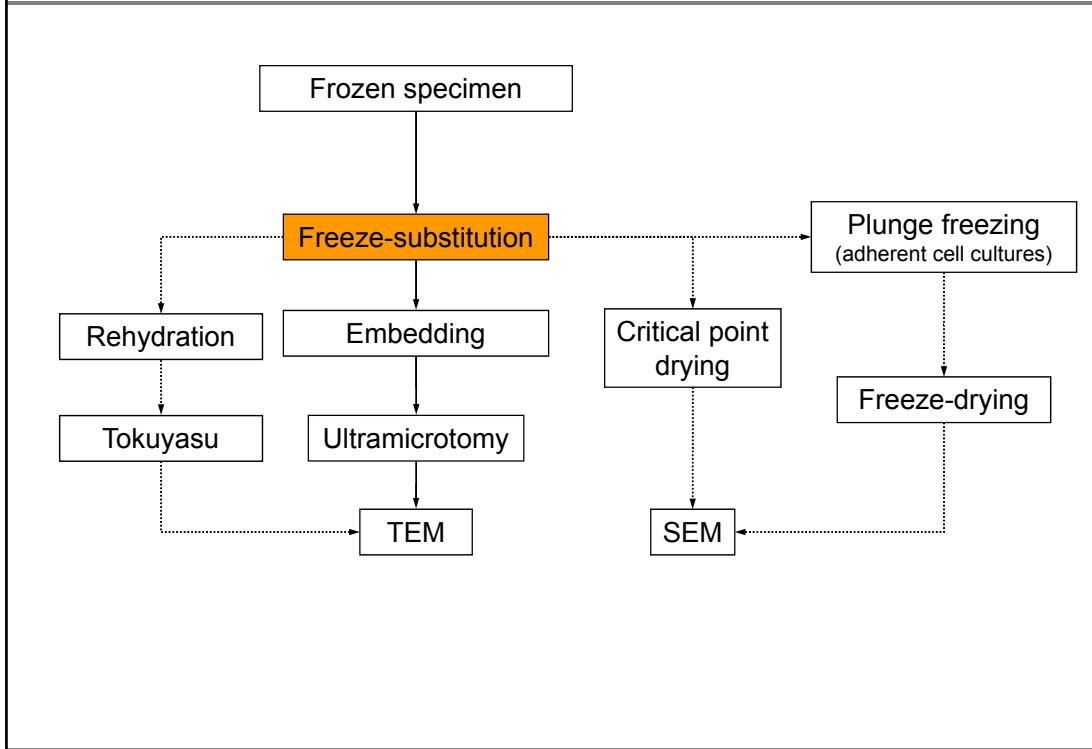 Frozen specimen
Freeze-substitution
Plunge freezing
(adherent cell cultures)
Rehydration
Embedding
Critical point
drying
Freeze-drying
Tokuyasu
Ultramicrotomy
TEM
SEM